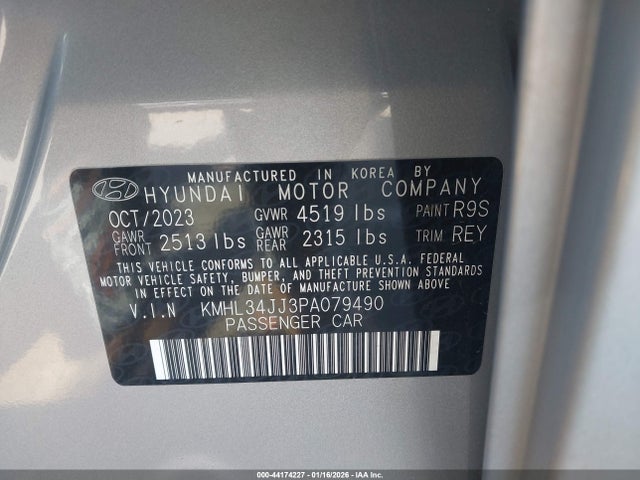 MANUFACTURED IN KOREA BY
HYUNDAI MOTOR COMPANY
OCT/2023 GVWR 4519 lbs PAINT R9S
GAWR FRONT 2513 lbs GAWR REAR 2315 lbs TRIM REY
THIS VEHICLE CONFORMS TO ALL APPLICABLE U.S.A. FEDERAL
MOTOR VEHICLE SAFETY, BUMPER, AND THEFT PREVENTION STANDARDS
IN EFFECT ON THE DATE OF MANUFACTURE SHOWN ABOVE
V.I.N KMHL34JJ3PA079490
PASSENGER CAR
000-44174227 - 01/16/2026 - IAAI.COM